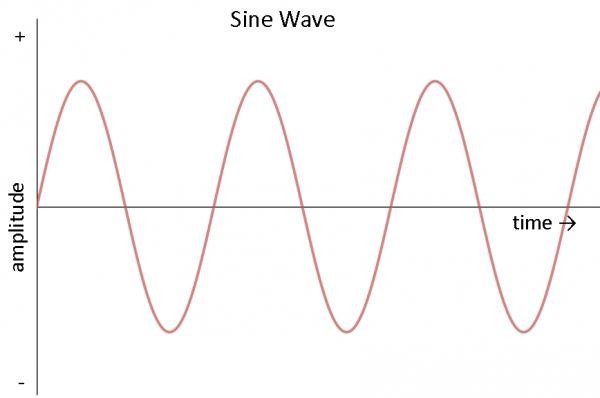 Sine Wave
+
amplitude
time →
-